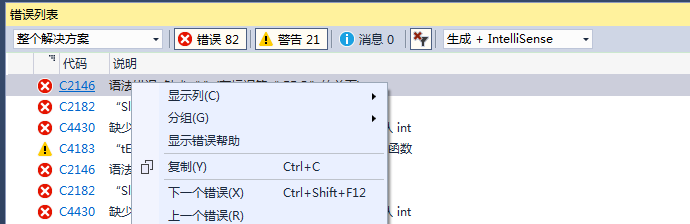 错误列表
整个解决方案 错误 82 警告 21 消息 0 生成 + IntelliSense
代码 说明
C2146 语法
C2182 “Sl
C4430 缺少 入 int
C4183 “tE 函数
C2146 语法
C2182 “Sl
C4430 缺少 入 int
显示列(C)
分组(G)
显示错误帮助
复制(Y) Ctrl+C
下一个错误(X) Ctrl+Shift+F12
上一个错误(R)